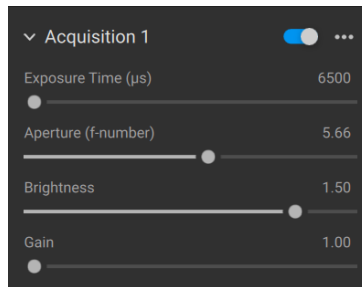 Acquisition 1
Exposure Time (µs) 6500
Aperture (f-number) 5.66
Brightness 1.50
Gain 1.00